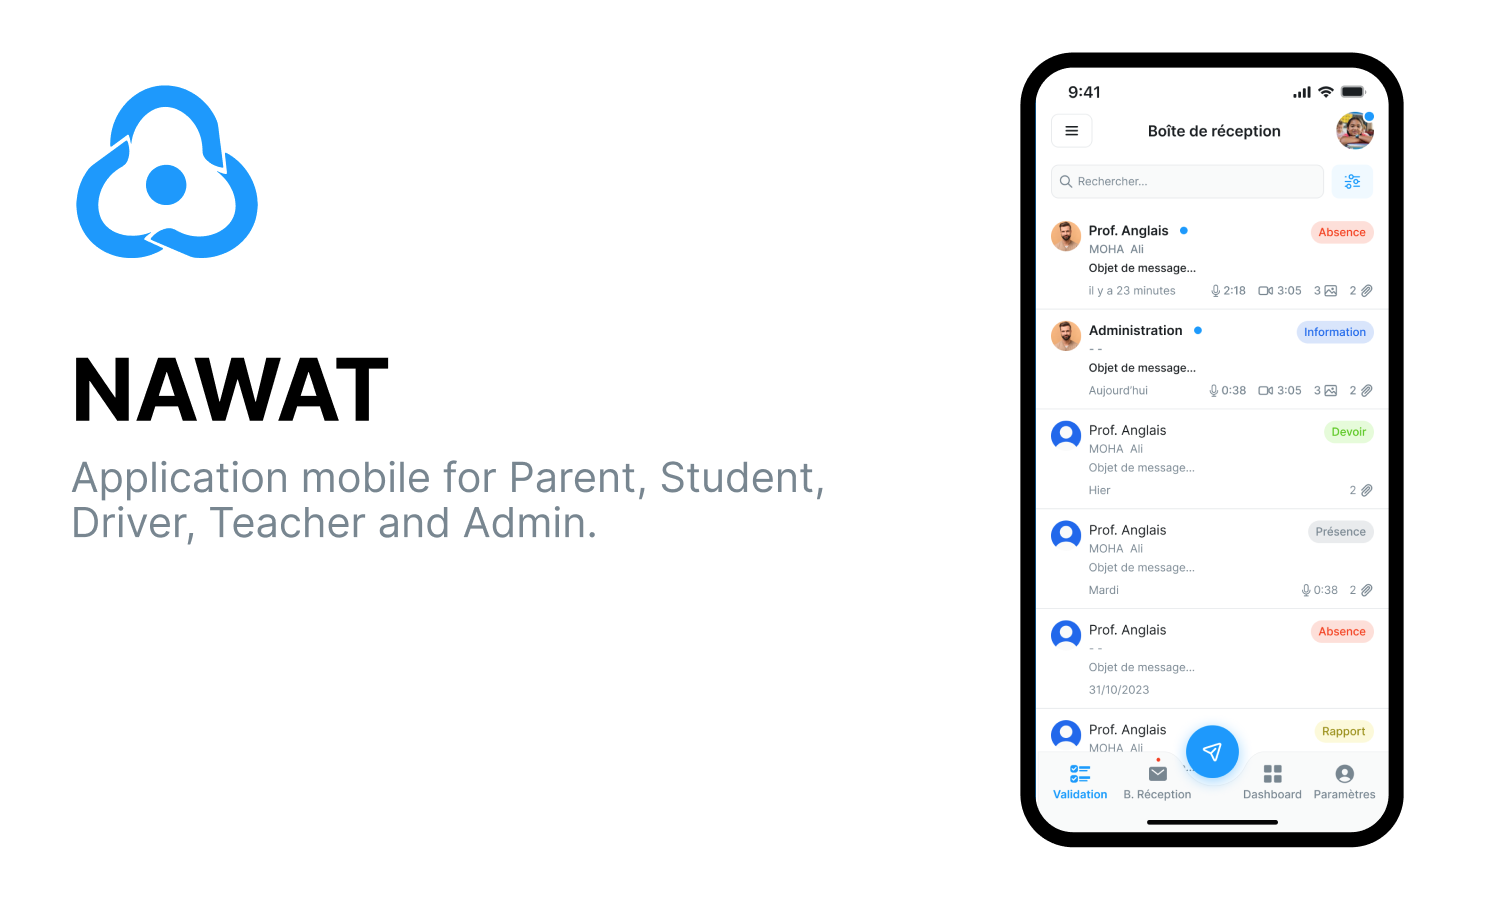 NAWAT
Application mobile for Parent, Student,
Driver, Teacher and Admin.
9:41
Boîte de réception
Rechercher...
Prof. Anglais
Absence
MOHA Ali
Objet de message...
il y a 23 minutes 2:18 3:05 3 2
Administration
Information
- -
Objet de message...
Aujourd'hui 0:38 3:05 3 2
Prof. Anglais
Devoir
MOHA Ali
Objet de message...
Hier 2
Prof. Anglais
Présence
MOHA Ali
Objet de message...
Mardi 0:38 2
Prof. Anglais
Absence
- -
Objet de message...
31/10/2023
Prof. Anglais
Rapport
MOHA Ali
Validation B. Réception Dashboard Paramètres